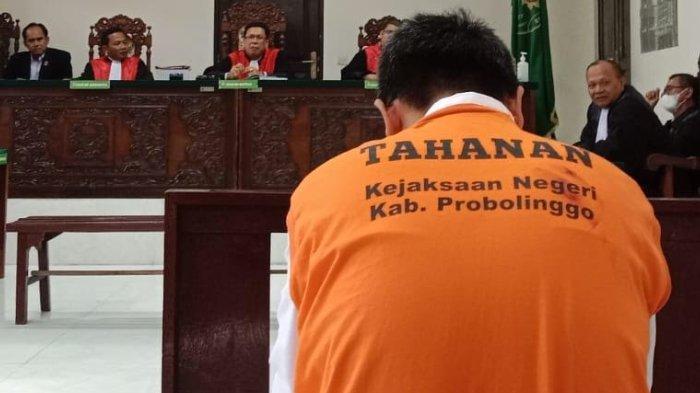 TAHANAN
Kejaksaan Negeri
Kab. Probolinggo